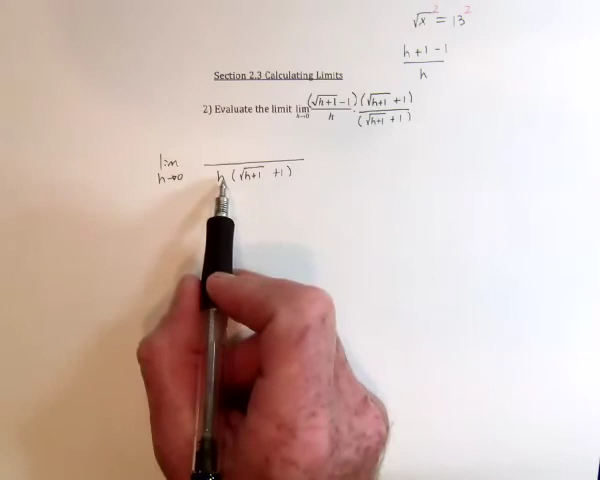 √x² = 13²
h + 1 - 1 / h
Section 2.3 Calculating Limits
2) Evaluate the limit lim h→0 (√h+1 - 1) / h · (√h+1 + 1) / (√h+1 + 1)
lim h→0 / h (√h+1 + 1)